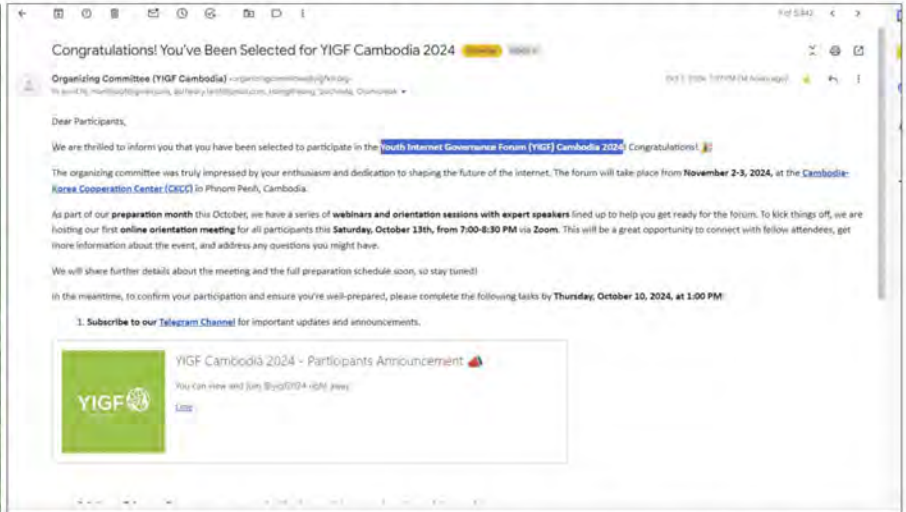 Congratulations! You've Been Selected for YIGF Cambodia 2024
Organizing Committee (YIGF Cambodia)
Dear Participants,
We are thrilled to inform you that you have been selected to participate in the Youth Internet Governance Forum (YIGF) Cambodia 2024! Congratulations! 🎉
The organizing committee was truly impressed by your enthusiasm and dedication to shaping the future of the internet. The forum will take place from November 2-3, 2024, at the Cambodia-
Korea Cooperation Center (CKCC) in Phnom Penh, Cambodia.
As part of our preparation month this October, we have a series of webinars and orientation sessions with expert speakers lined up to help you get ready for the forum. To kick things off, we are
hosting our first online orientation meeting for all participants this Saturday, October 13th, from 7:00-8:30 PM via Zoom. This will be a great opportunity to connect with fellow attendees, get
more information about the event, and address any questions you might have.
We will share further details about the meeting and the full preparation schedule soon, so stay tuned!
In the meantime, to confirm your participation and ensure you're well-prepared, please complete the following tasks by Thursday, October 10, 2024, at 1:00 PM
1. Subscribe to our Telegram Channel for important updates and announcements.
YIGF Cambodia 2024 - Participants Announcement 📣
You can view and join @yigf2024 right away.
YIGF